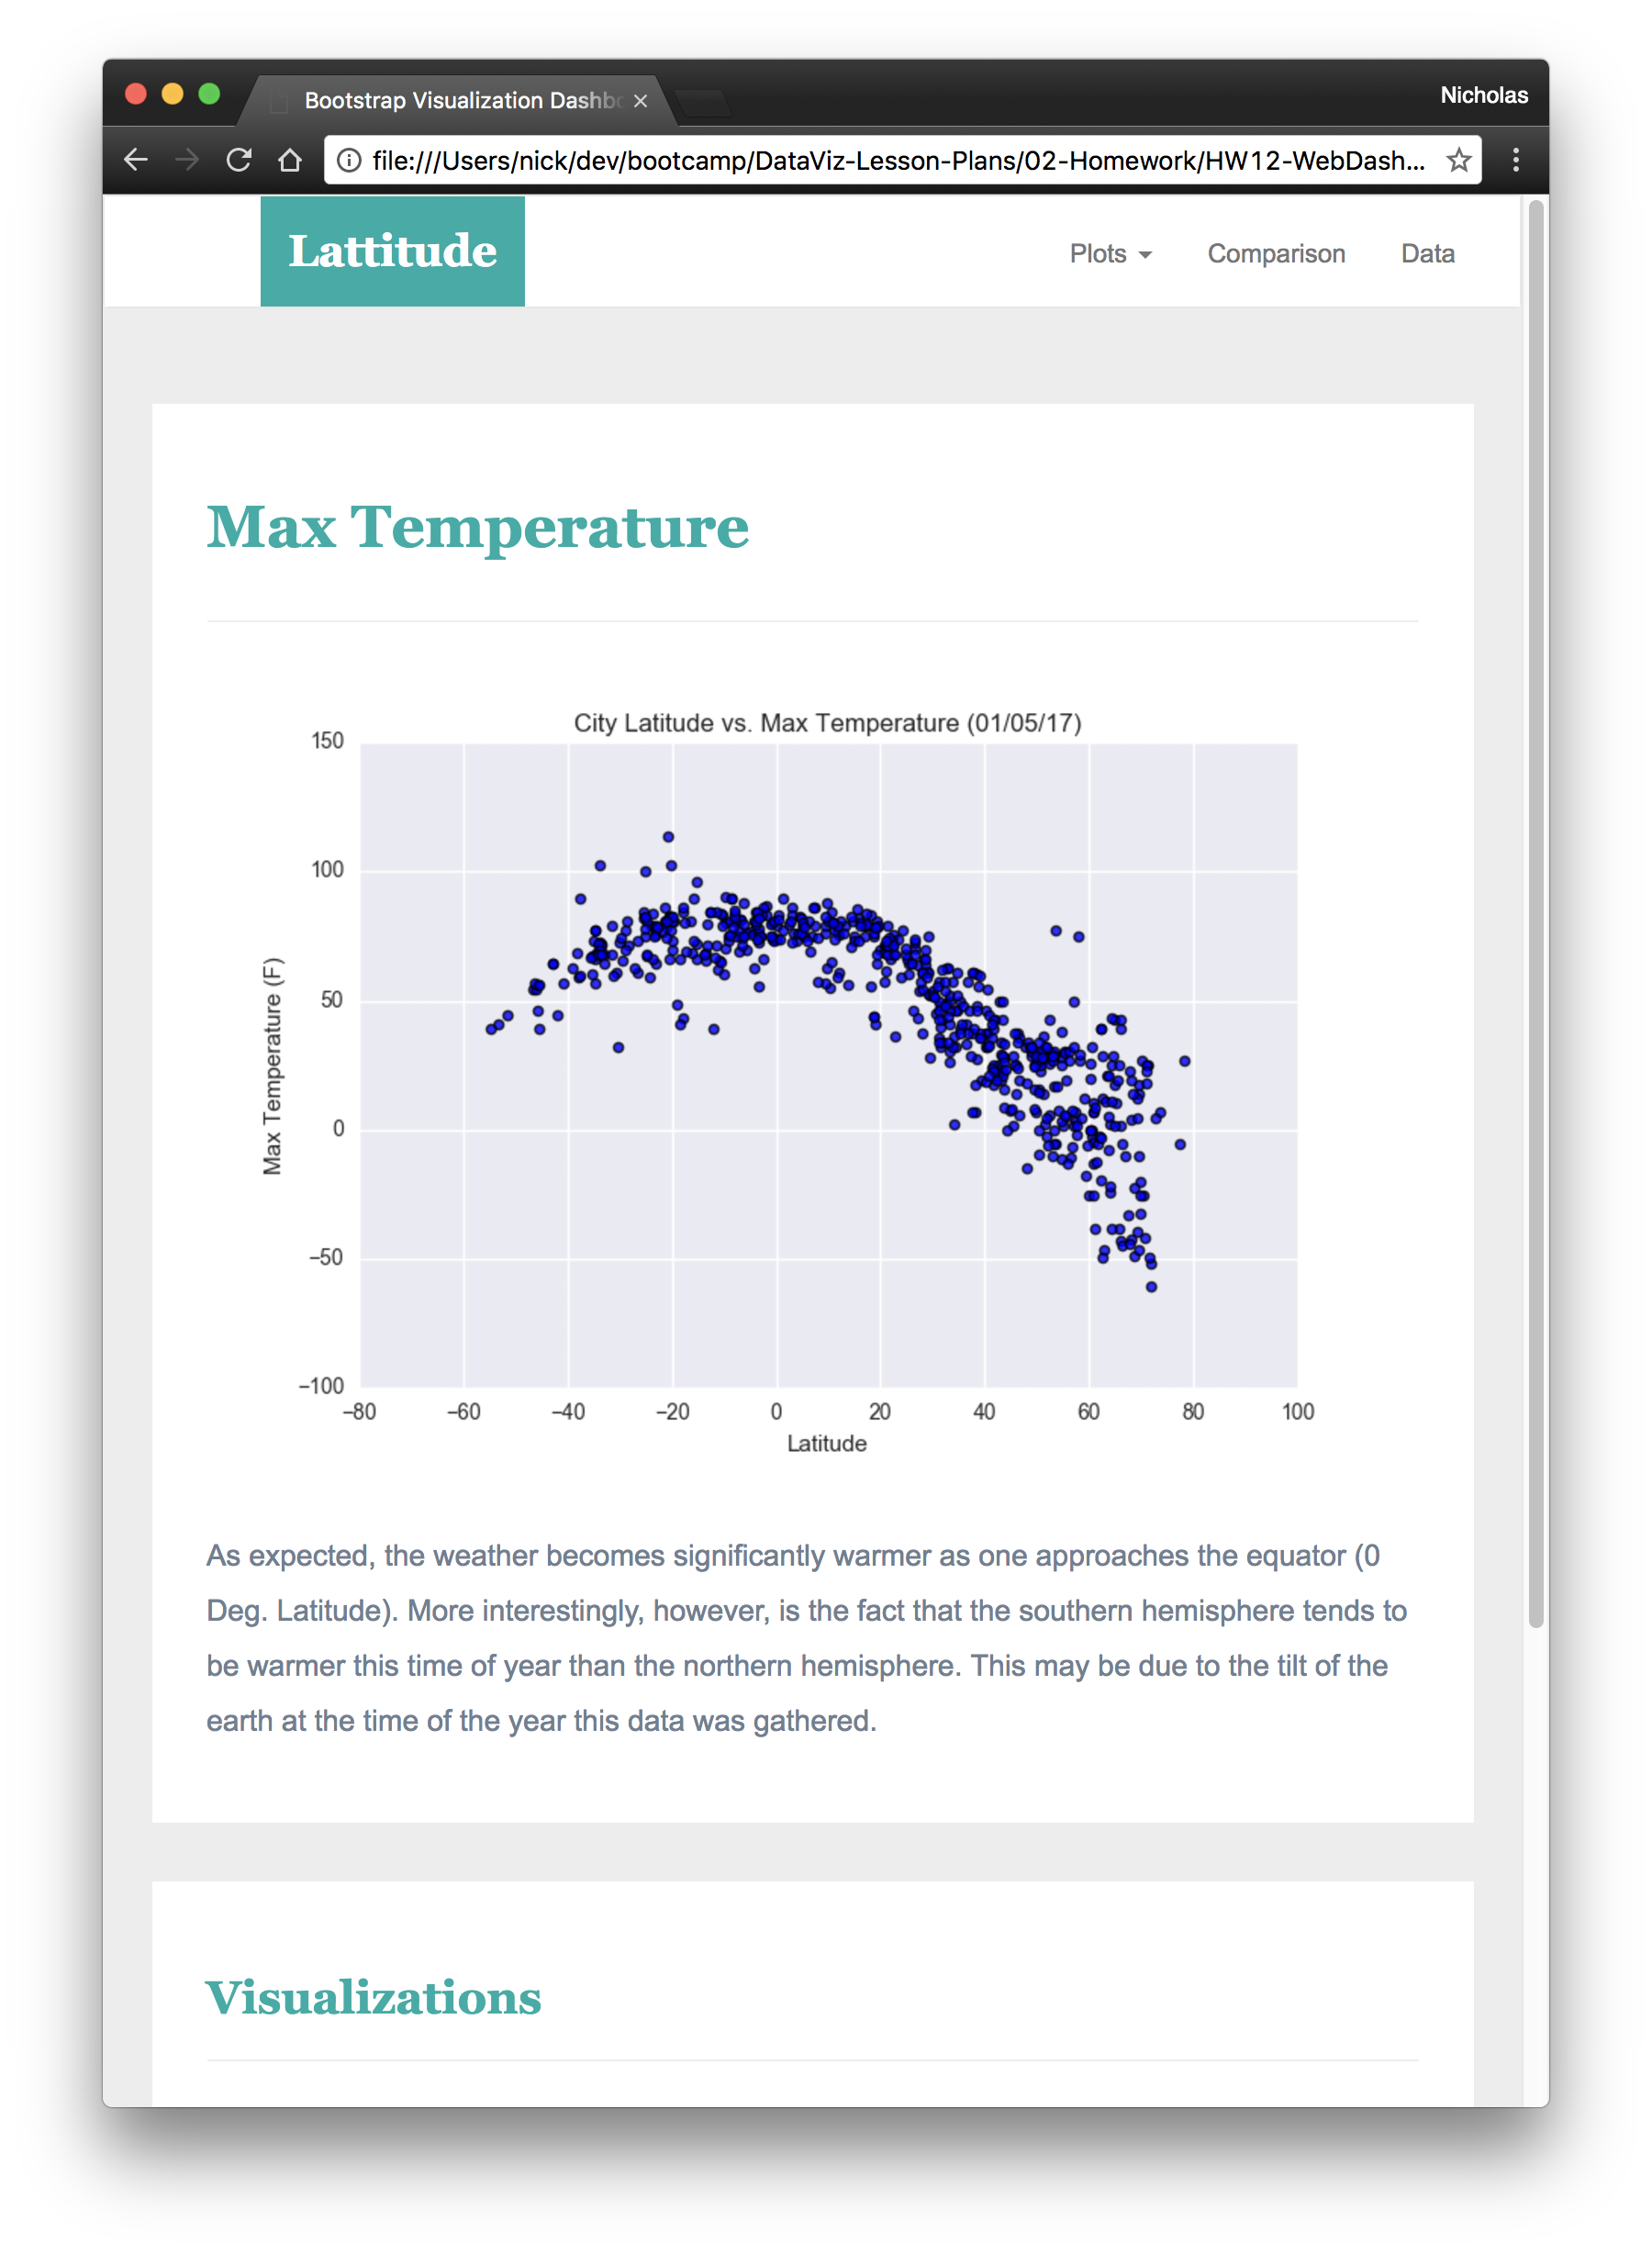 Bootstrap Visualization Dashbo
Nicholas
file:///Users/nick/dev/bootcamp/DataViz-Lesson-Plans/02-Homework/HW12-WebDash...
Lattitude
Plots
Comparison
Data
Max Temperature
City Latitude vs. Max Temperature (01/05/17)
150
100
50
0
−50
−100
Max Temperature (F)
−80 −60 −40 −20 0 20 40 60 80 100
Latitude
As expected, the weather becomes significantly warmer as one approaches the equator (0
Deg. Latitude). More interestingly, however, is the fact that the southern hemisphere tends to
be warmer this time of year than the northern hemisphere. This may be due to the tilt of the
earth at the time of the year this data was gathered.
Visualizations